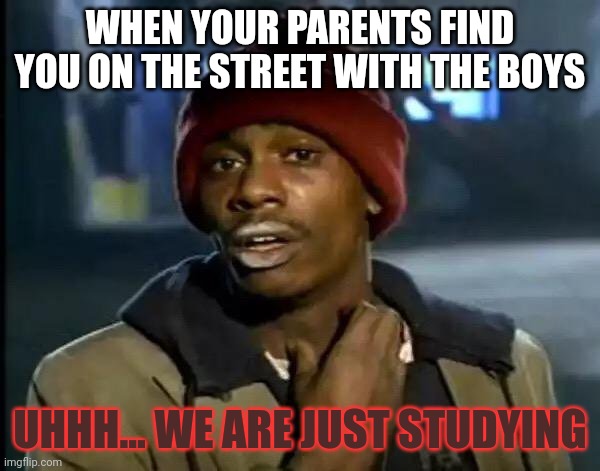 WHEN YOUR PARENTS FIND
YOU ON THE STREET WITH THE BOYS
UHHH... WE ARE JUST STUDYING
imgflip.com